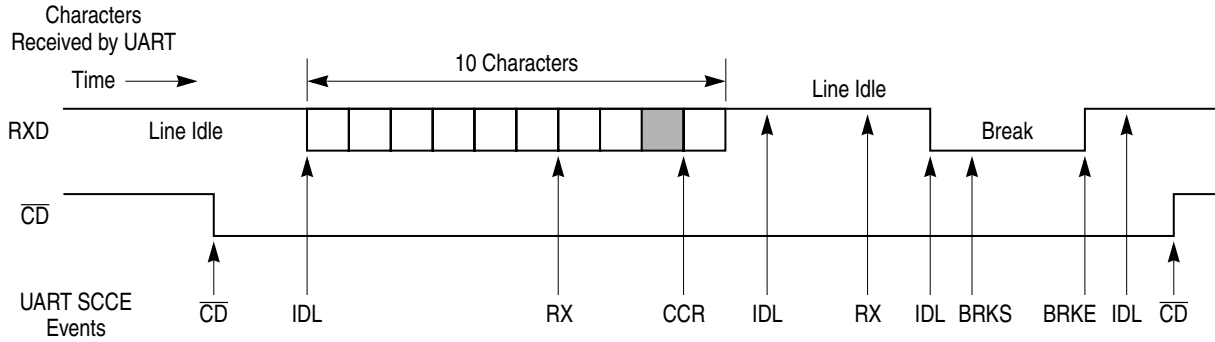 Characters
Received by UART
Time
10 Characters
Line Idle
RXD
Line Idle
Break
CD
UART SCCE
Events
CD IDL RX CCR IDL RX IDL BRKS BRKE IDL CD